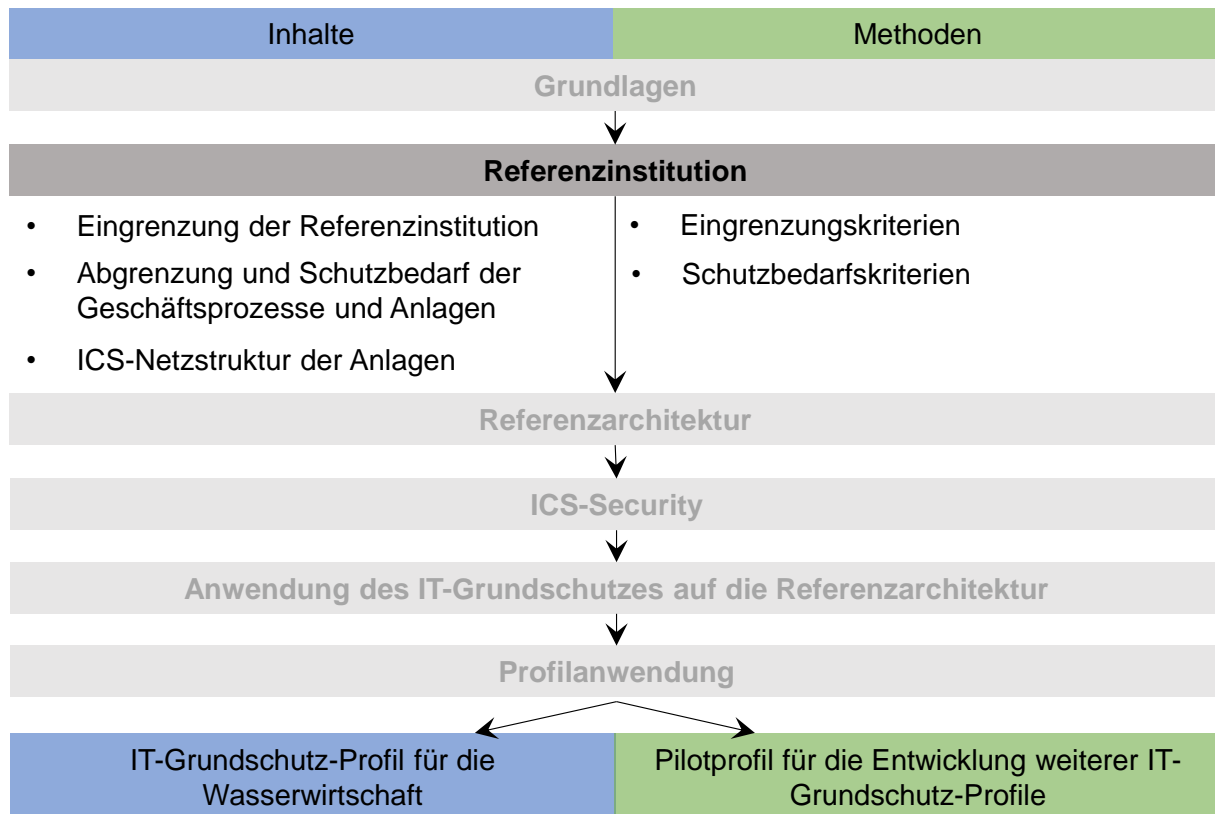 Inhalte
Methoden
Grundlagen
Referenzinstitution
• Eingrenzung der Referenzinstitution
• Abgrenzung und Schutzbedarf der
Geschäftsprozesse und Anlagen
• ICS-Netzstruktur der Anlagen
• Eingrenzungskriterien
• Schutzbedarfskriterien
Referenzarchitektur
ICS-Security
Anwendung des IT-Grundschutzes auf die Referenzarchitektur
Profilanwendung
IT-Grundschutz-Profil für die
Wasserwirtschaft
Pilotprofil für die Entwicklung weiterer IT-
Grundschutz-Profile